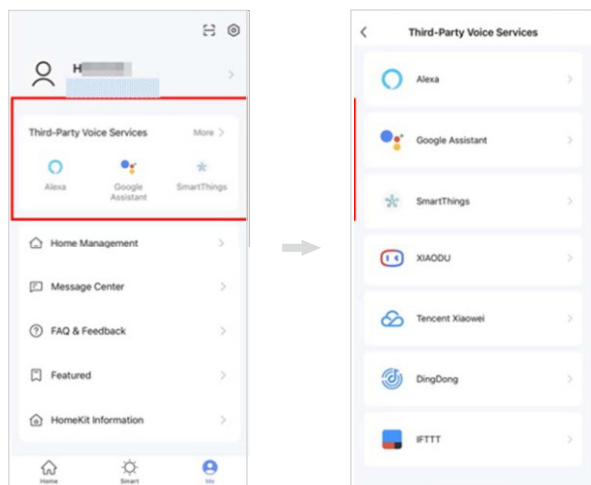 H
Third-Party Voice Services More
Alexa
Google
Assistant
SmartThings
Home Management
Message Center
FAQ & Feedback
Featured
HomeKit Information
Home
Smart
Me
Third-Party Voice Services
Alexa
Google Assistant
SmartThings
XIAODU
Tencent Xiaowei
DingDong
IFTTT